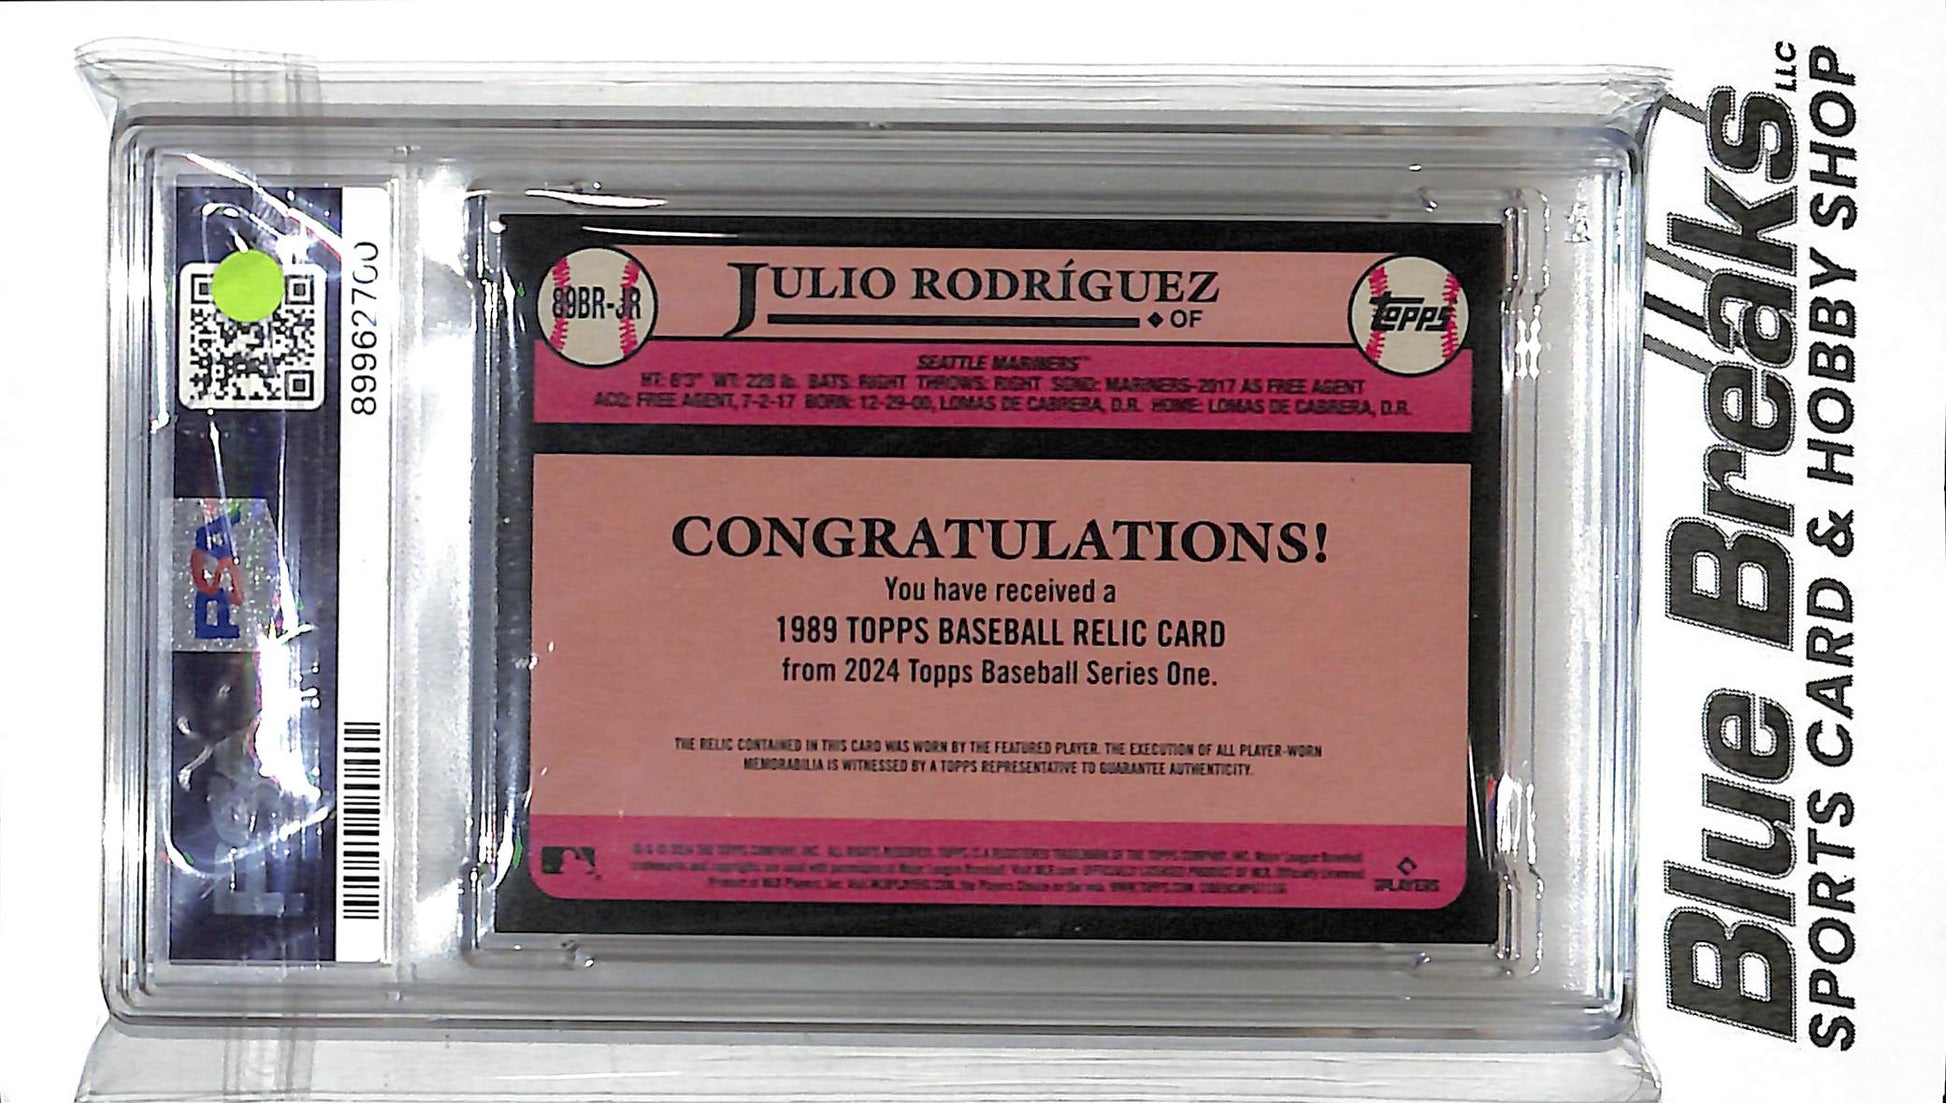 89962700
PSA
89BR-JR
JULIO RODRÍGUEZ
OF
TOPPS
SEATTLE MARINERS™
HT: 6'3" WT: 228 lb. BATS: RIGHT THROWS: RIGHT SGND: MARINERS-2017 AS FREE AGENT
ACQ: FREE AGENT, 7-2-17 BORN: 12-29-00, LOMAS DE CABRERA, D.R. HOME: LOMAS DE CABRERA, D.R.
CONGRATULATIONS!
You have received a
1989 TOPPS BASEBALL RELIC CARD
from 2024 Topps Baseball Series One.
THE RELIC CONTAINED IN THIS CARD WAS WORN BY THE FEATURED PLAYER. THE EXECUTION OF ALL PLAYER-WORN
MEMORABILIA IS WITNESSED BY A TOPPS REPRESENTATIVE TO GUARANTEE AUTHENTICITY.
PLAYERS
Blue Breaks LLC
SPORTS CARD & HOBBY SHOP